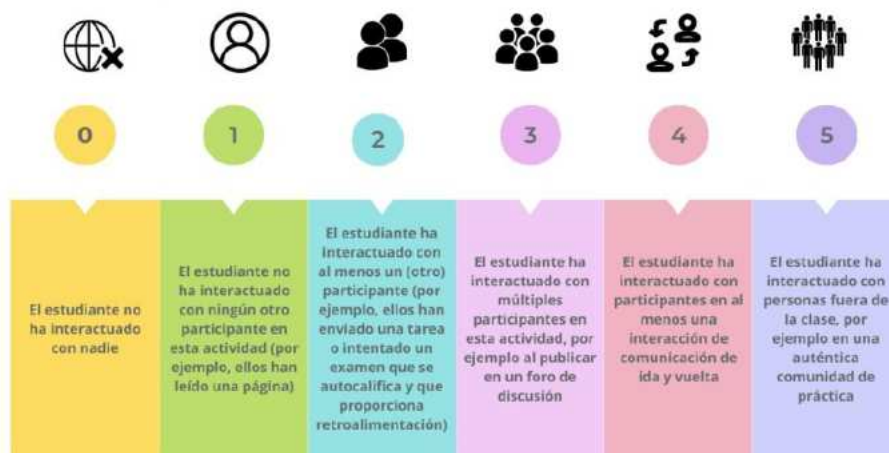 0
1
2
3
4
5
El estudiante no
ha interactuado
con nadie
El estudiante no
ha interactuado
con ningún otro
participante en
esta actividad (por
ejemplo, ellos han
leído una página)
El estudiante ha
interactuado con
al menos un (otro)
participante (por
ejemplo, ellos han
enviado una tarea
o intentado un
examen que se
autocalifica y que
proporciona
retroalimentación)
El estudiante ha
interactuado con
múltiples
participantes en
esta actividad, por
ejemplo al publicar
en un foro de
discusión
El estudiante ha
interactuado con
participantes en al
menos una
interacción de
comunicación de
ida y vuelta
El estudiante ha
interactuado con
personas fuera de
la clase, por
ejemplo en una
auténtica
comunidad de
práctica